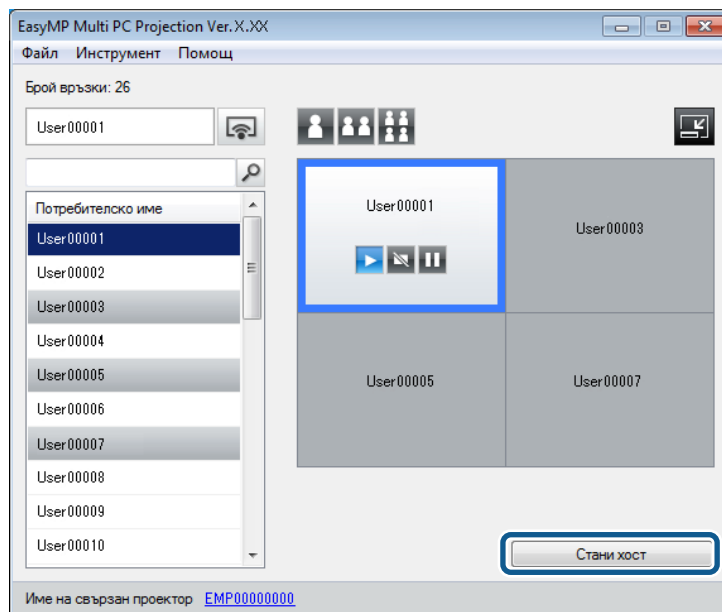 EasyMP Multi PC Projection Ver.X.XX
Файл Инструмент Помощ
Брой връзки: 26
User00001
Потребителско име
User00001
User00002
User00003
User00004
User00005
User00006
User00007
User00008
User00009
User00010
User00001
User00003
User00005
User00007
Стани хост
Име на свързан проектор EMP00000000